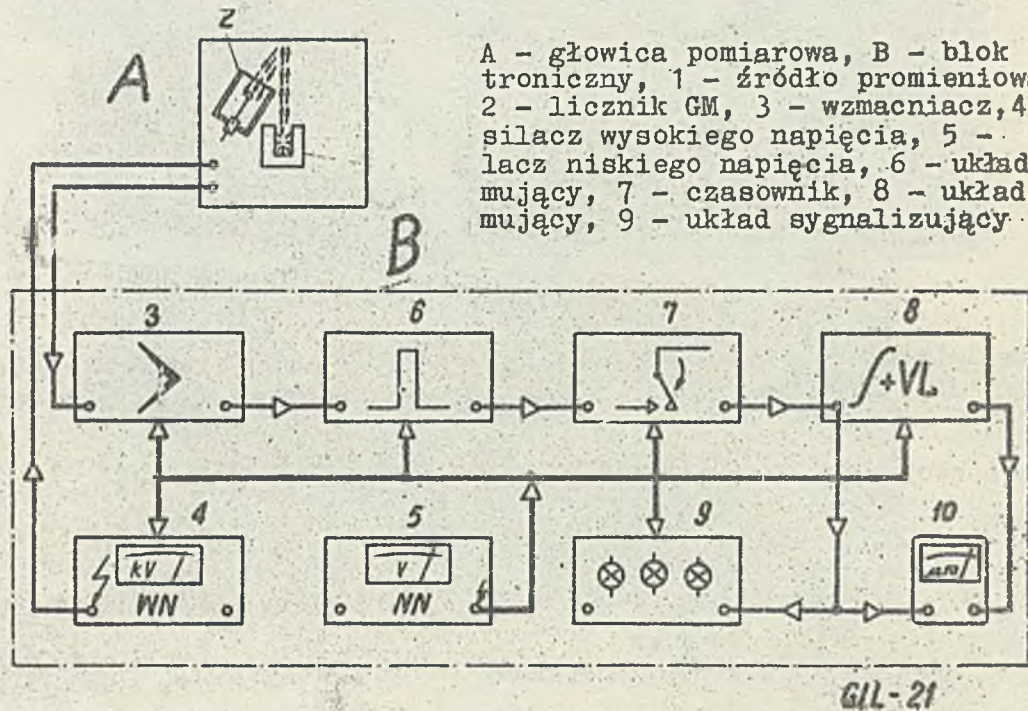 2
A
A - głowica pomiarowa, B - blok
troniczny, 1 - źródło promieniowa
2 - licznik GM, 3 - wzmacniacz, 4
silacz wysokiego napięcia, 5 -
lacz niskiego napięcia, 6 - układ
mujący, 7 - czasownik, 8 - układ
mujący, 9 - układ sygnalizujący
B
3 6 7 8
∫+VL
4 5 9 10
kV V
WN NN
GIL-21